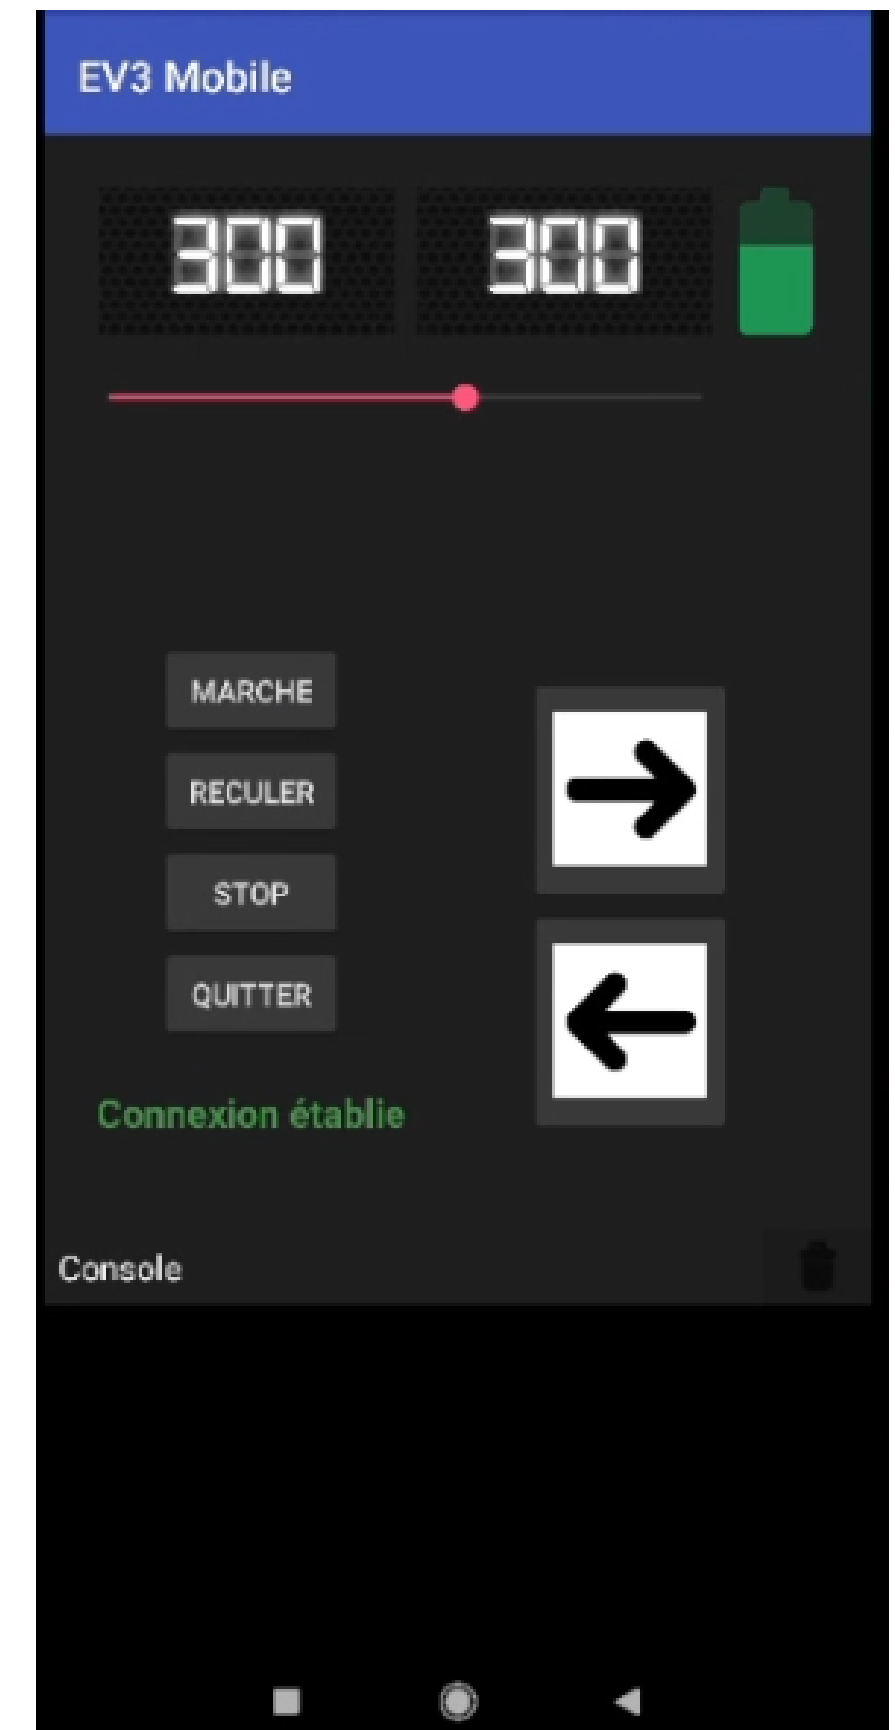 EV3 Mobile
300 300
MARCHE
RECULER
STOP
QUITTER
Connexion établie
Console